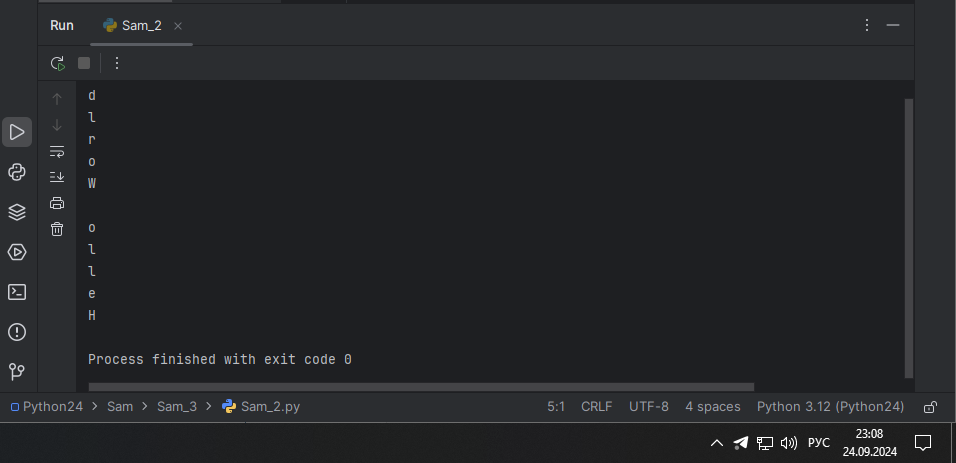 Run
Sam_2
d
l
r
o
W
o
l
l
e
H
Process finished with exit code 0
Python24 > Sam > Sam_3 > Sam_2.py
5:1 CRLF UTF-8 4 spaces Python 3.12 (Python24)
РУС
23:08
24.09.2024